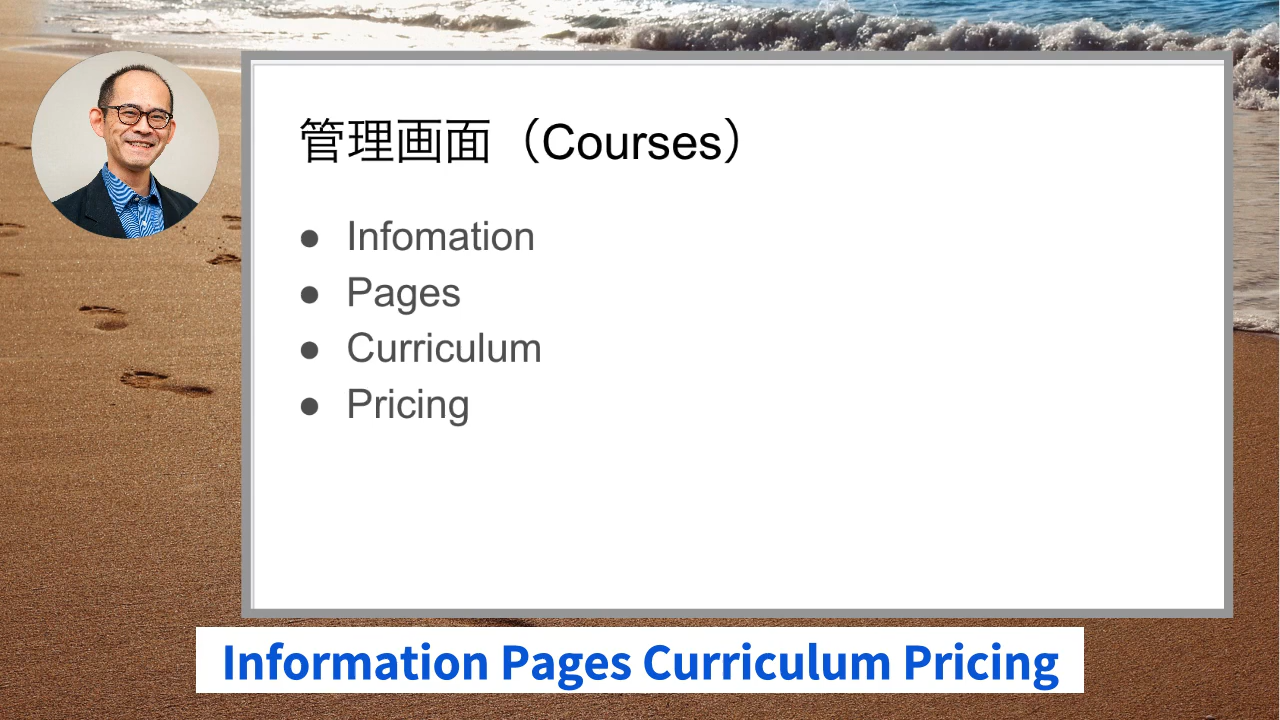 管理画面（Courses）
● Infomation
● Pages
● Curriculum
● Pricing
Information Pages Curriculum Pricing